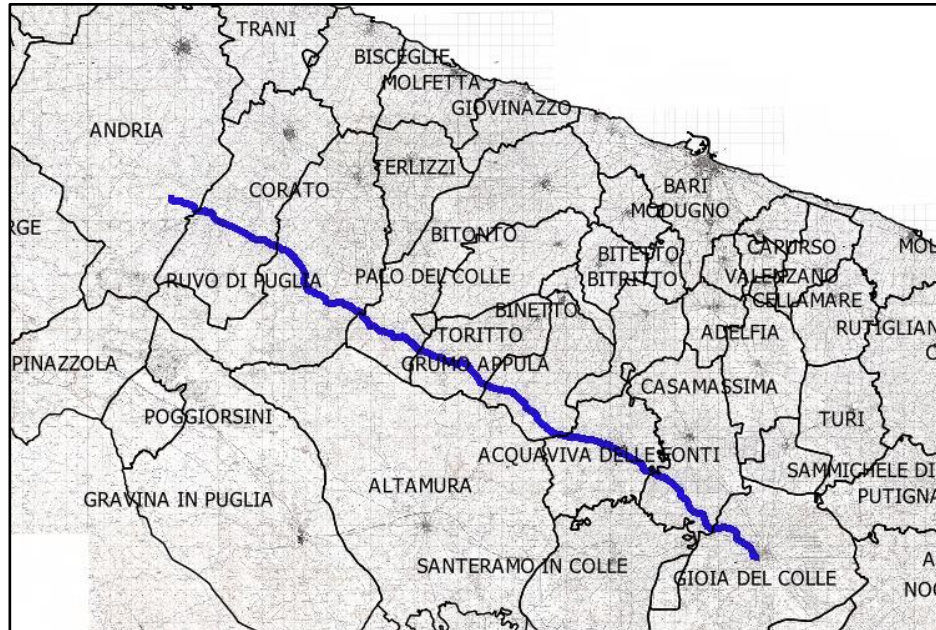 TRANI
BISCEGLIE
MOLFETTA
GIOVINAZZO
ANDRIA
TERLIZZI
CORATO
BARI
MODUGNO
RGE
BITONTO
BITETTO
CAPURSO
MOL
RUVO DI PUGLIA
PALO DEL COLLE
BITRITTO
VALENZANO
CELLAMARE
BINETTO
TORITTO
ADELFIA
RUTIGLIAN
PINAZZOLA
GRUMO APPULA
CASAMASSIMA
POGGIORSINI
TURI
ACQUAVIVA DELLE FONTI
SAMMICHELE DI
ALTAMURA
GRAVINA IN PUGLIA
PUTIGNA
SANTERAMO IN COLLE
GIOIA DEL COLLE
A
NOC